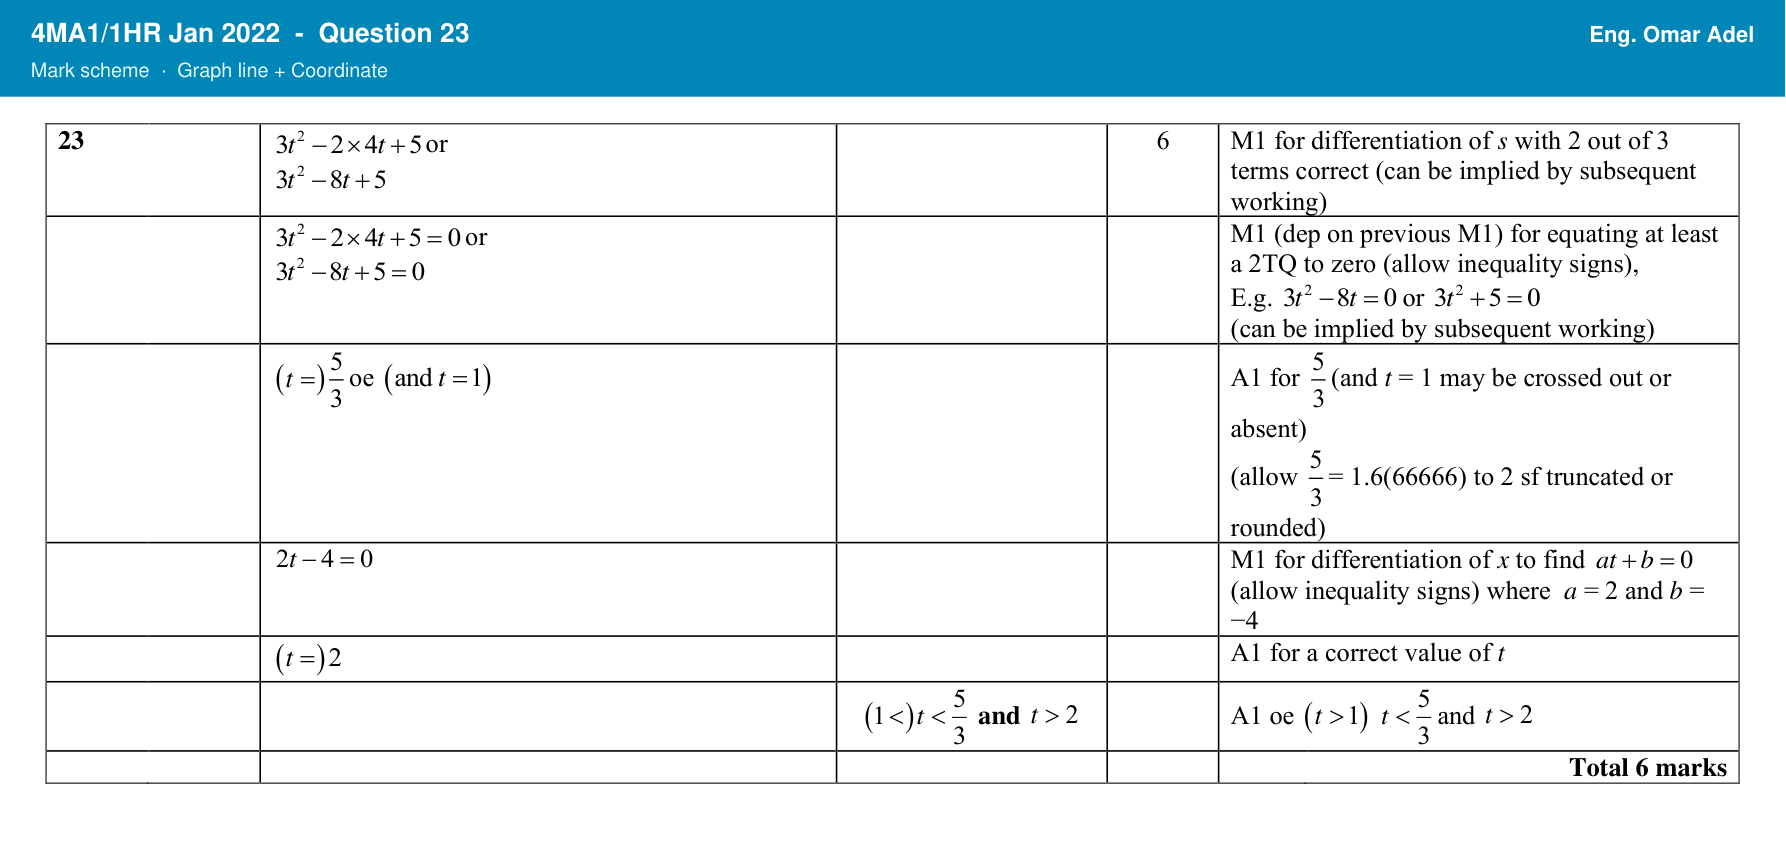 4MA1/1HR Jan 2022 - Question 23
Eng. Omar Adel
Mark scheme · Graph line + Coordinate
23
3t² − 2 × 4t + 5 or
3t² − 8t + 5
6
M1 for differentiation of s with 2 out of 3
terms correct (can be implied by subsequent
working)
3t² − 2 × 4t + 5 = 0 or
3t² − 8t + 5 = 0
M1 (dep on previous M1) for equating at least
a 2TQ to zero (allow inequality signs),
E.g. 3t² − 8t = 0 or 3t² + 5 = 0
(can be implied by subsequent working)
(t =) 5/3 oe (and t = 1)
A1 for 5/3 (and t = 1 may be crossed out or
absent)
(allow 5/3 = 1.6(66666) to 2 sf truncated or
rounded)
2t − 4 = 0
M1 for differentiation of x to find at + b = 0
(allow inequality signs) where a = 2 and b =
−4
(t =) 2
A1 for a correct value of t
(1 <) t < 5/3 and t > 2
A1 oe (t > 1) t < 5/3 and t > 2
Total 6 marks